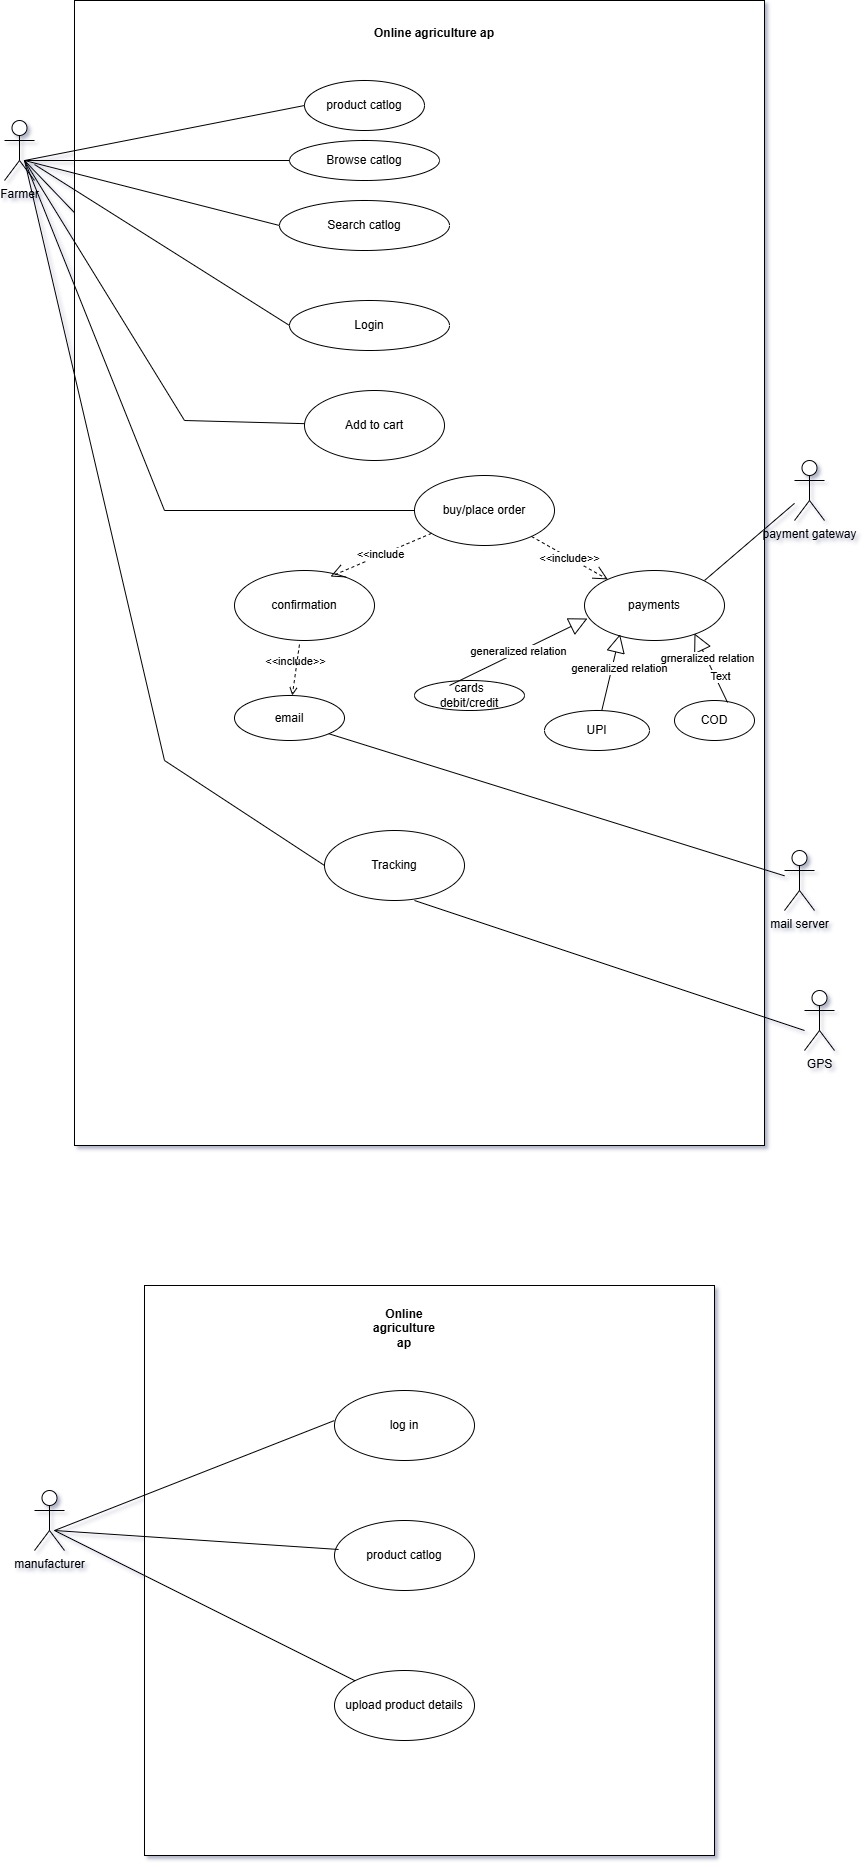 Online agriculture ap
product catlog
Browse catlog
Farmer
Search catlog
Login
Add to cart
buy/place order
payment gateway
<<include
<<include>>
confirmation
payments
generalized relation
grneralized relation
<<include>>
generalized relation
Text
cards
debit/credit
email
UPI
COD
Tracking
mail server
GPS
Online
agriculture
ap
log in
product catlog
manufacturer
upload product details